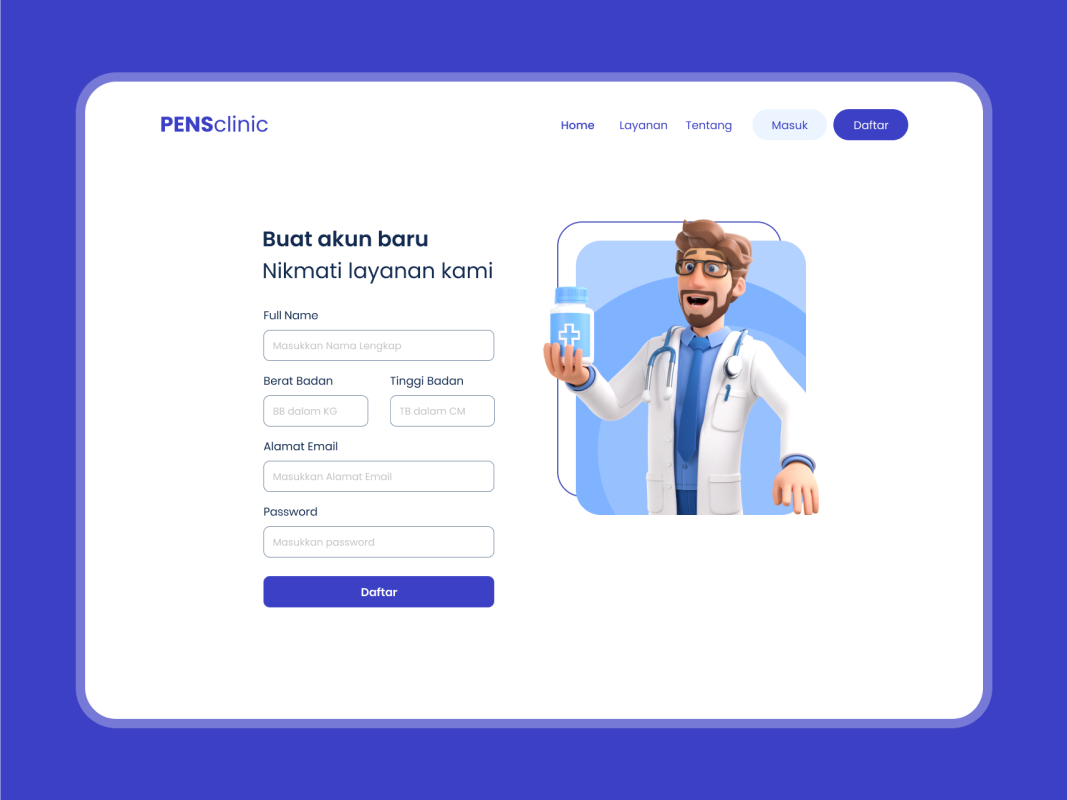 PENSclinic
Home Layanan Tentang Masuk Daftar
Buat akun baru
Nikmati layanan kami
Full Name
Masukkan Nama Lengkap
Berat Badan Tinggi Badan
BB dalam KG TB dalam CM
Alamat Email
Masukkan Alamat Email
Password
Masukkan password
Daftar